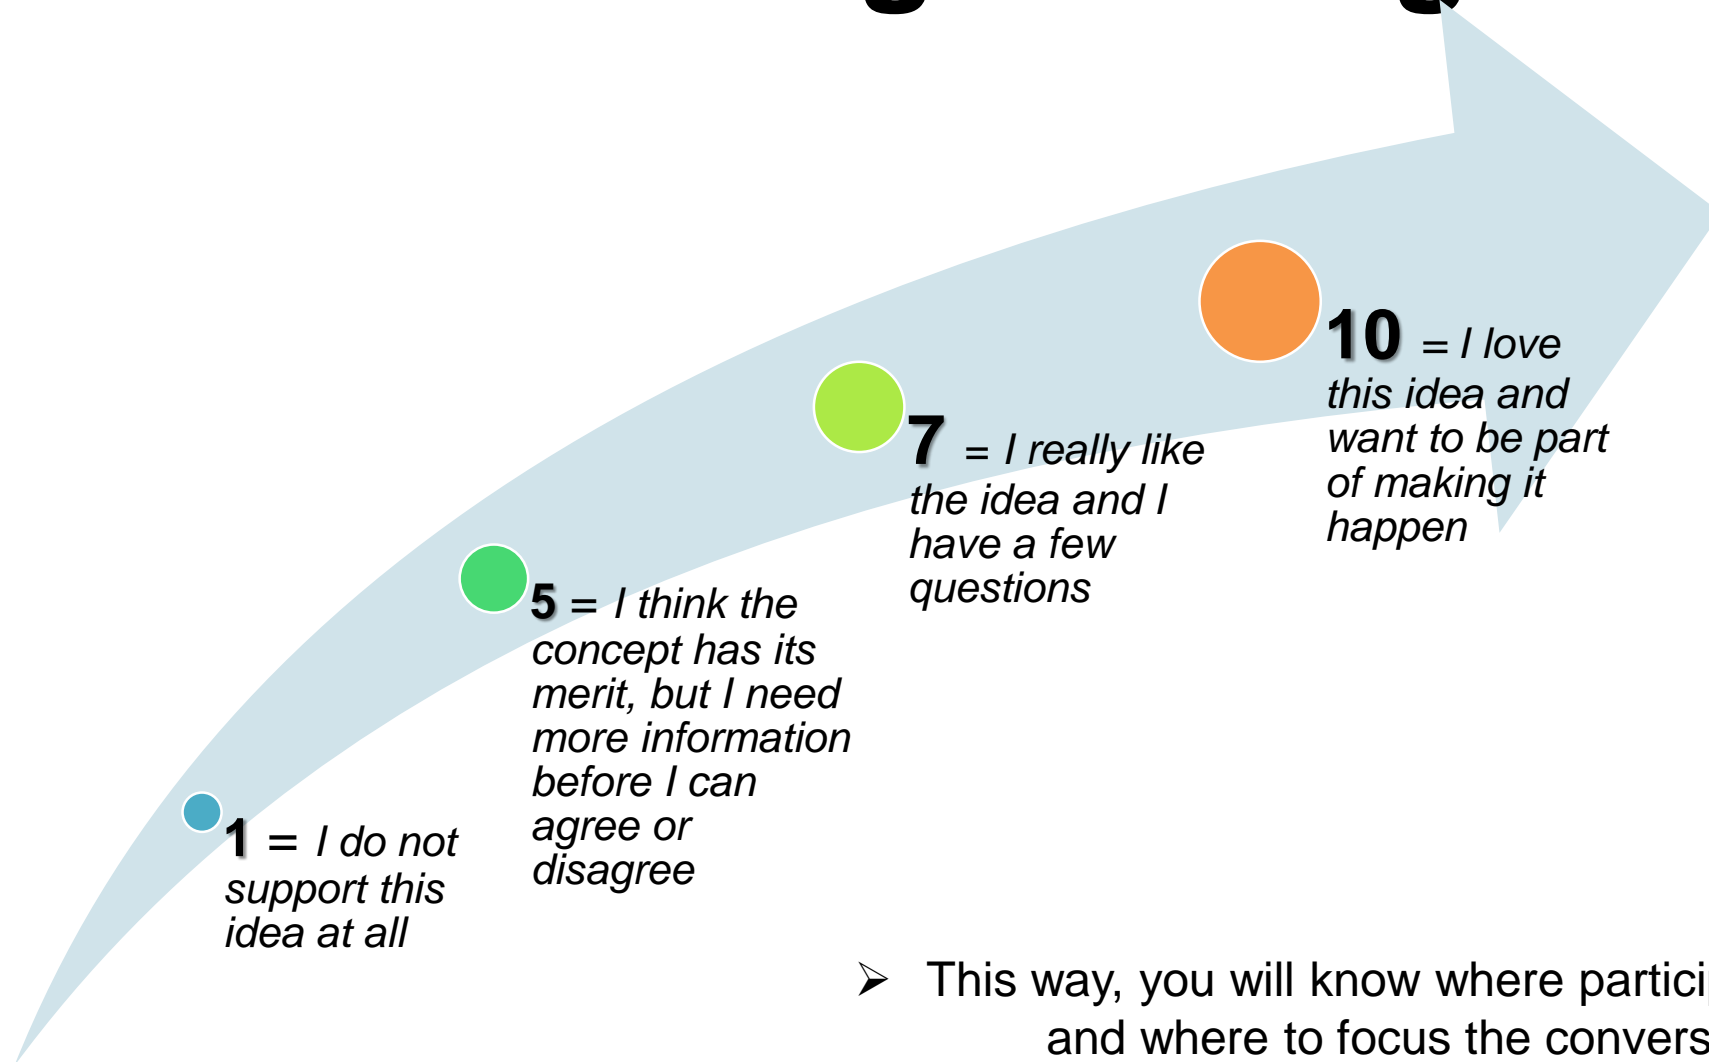 10 = I love
this idea and
want to be part
of making it
happen
7 = I really like
the idea and I
have a few
questions
5 = I think the
concept has its
merit, but I need
more information
before I can
agree or
disagree
1 = I do not
support this
idea at all
➢ This way, you will know where
and where to focus the